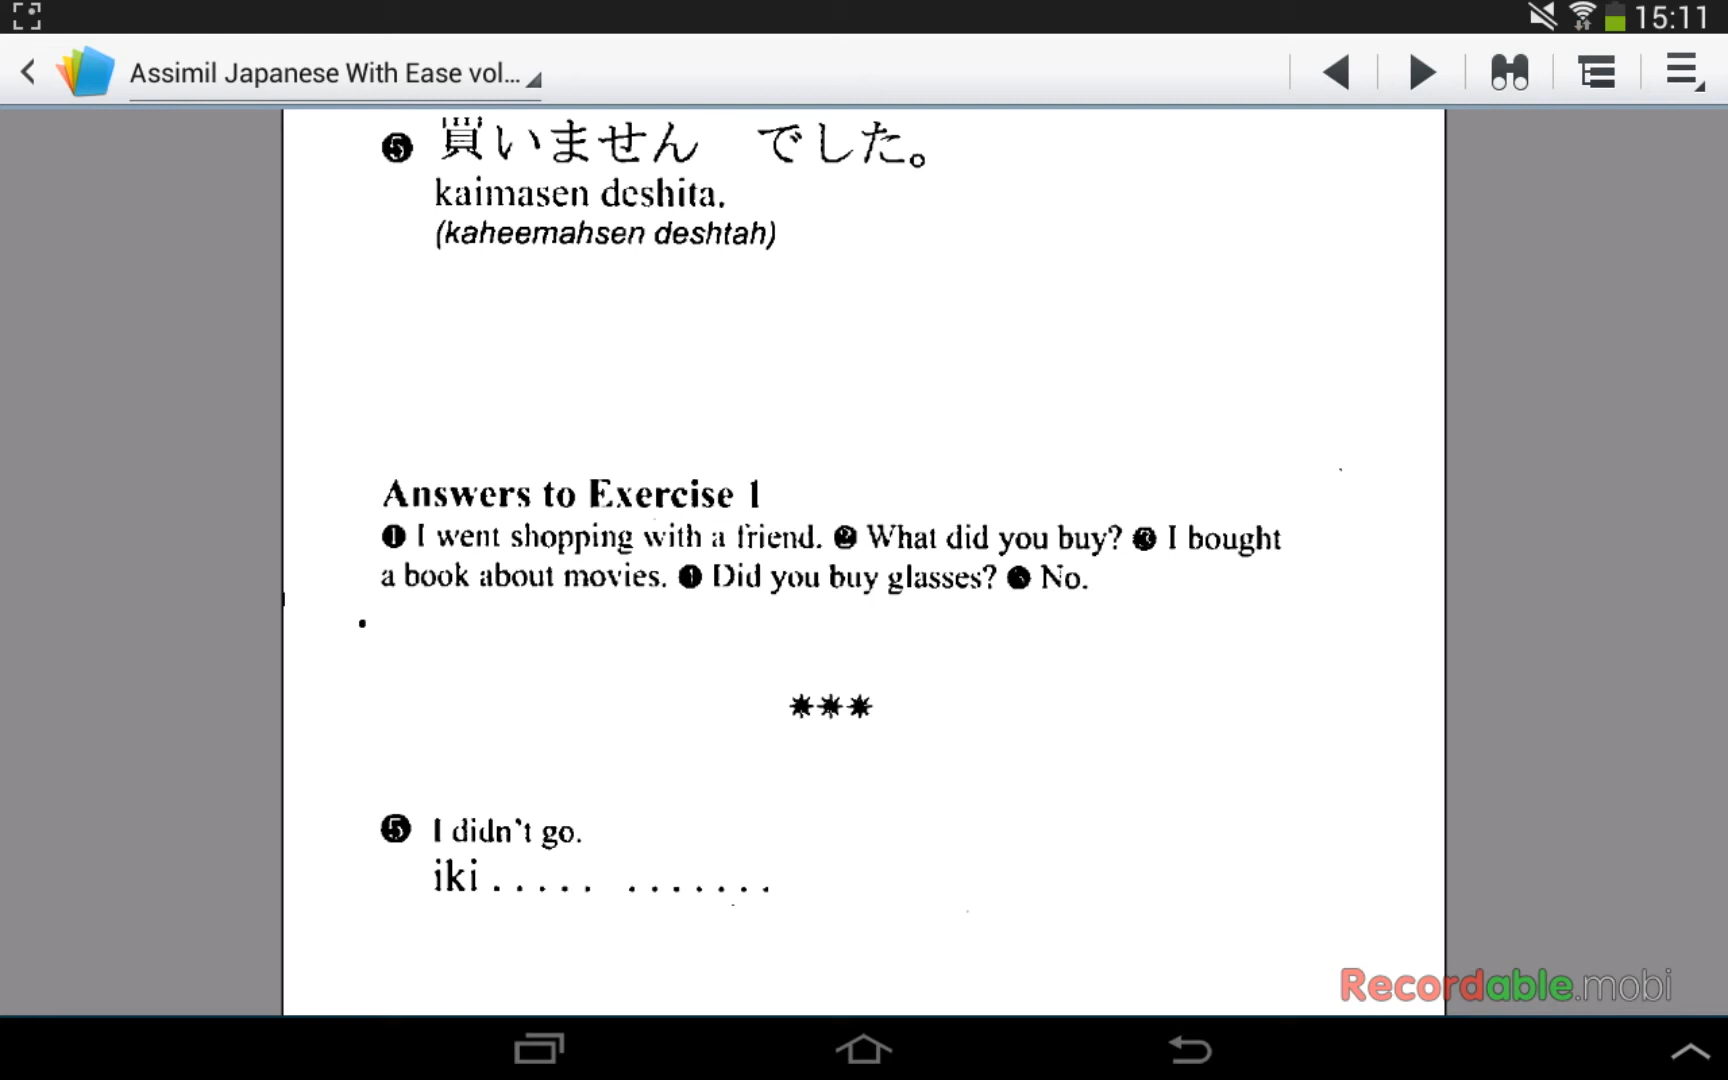 15:11
Assimil Japanese With Ease vol...
❺ 買いません でした。
kaimasen deshita.
(kaheemahsen deshtah)
Answers to Exercise 1
❶ I went shopping with a friend. ❷ What did you buy? ❸ I bought
a book about movies. ❹ Did you buy glasses? ❺ No.
***
❺ I didn't go.
iki . . . . . . . . . . . .
Recordable.mobi